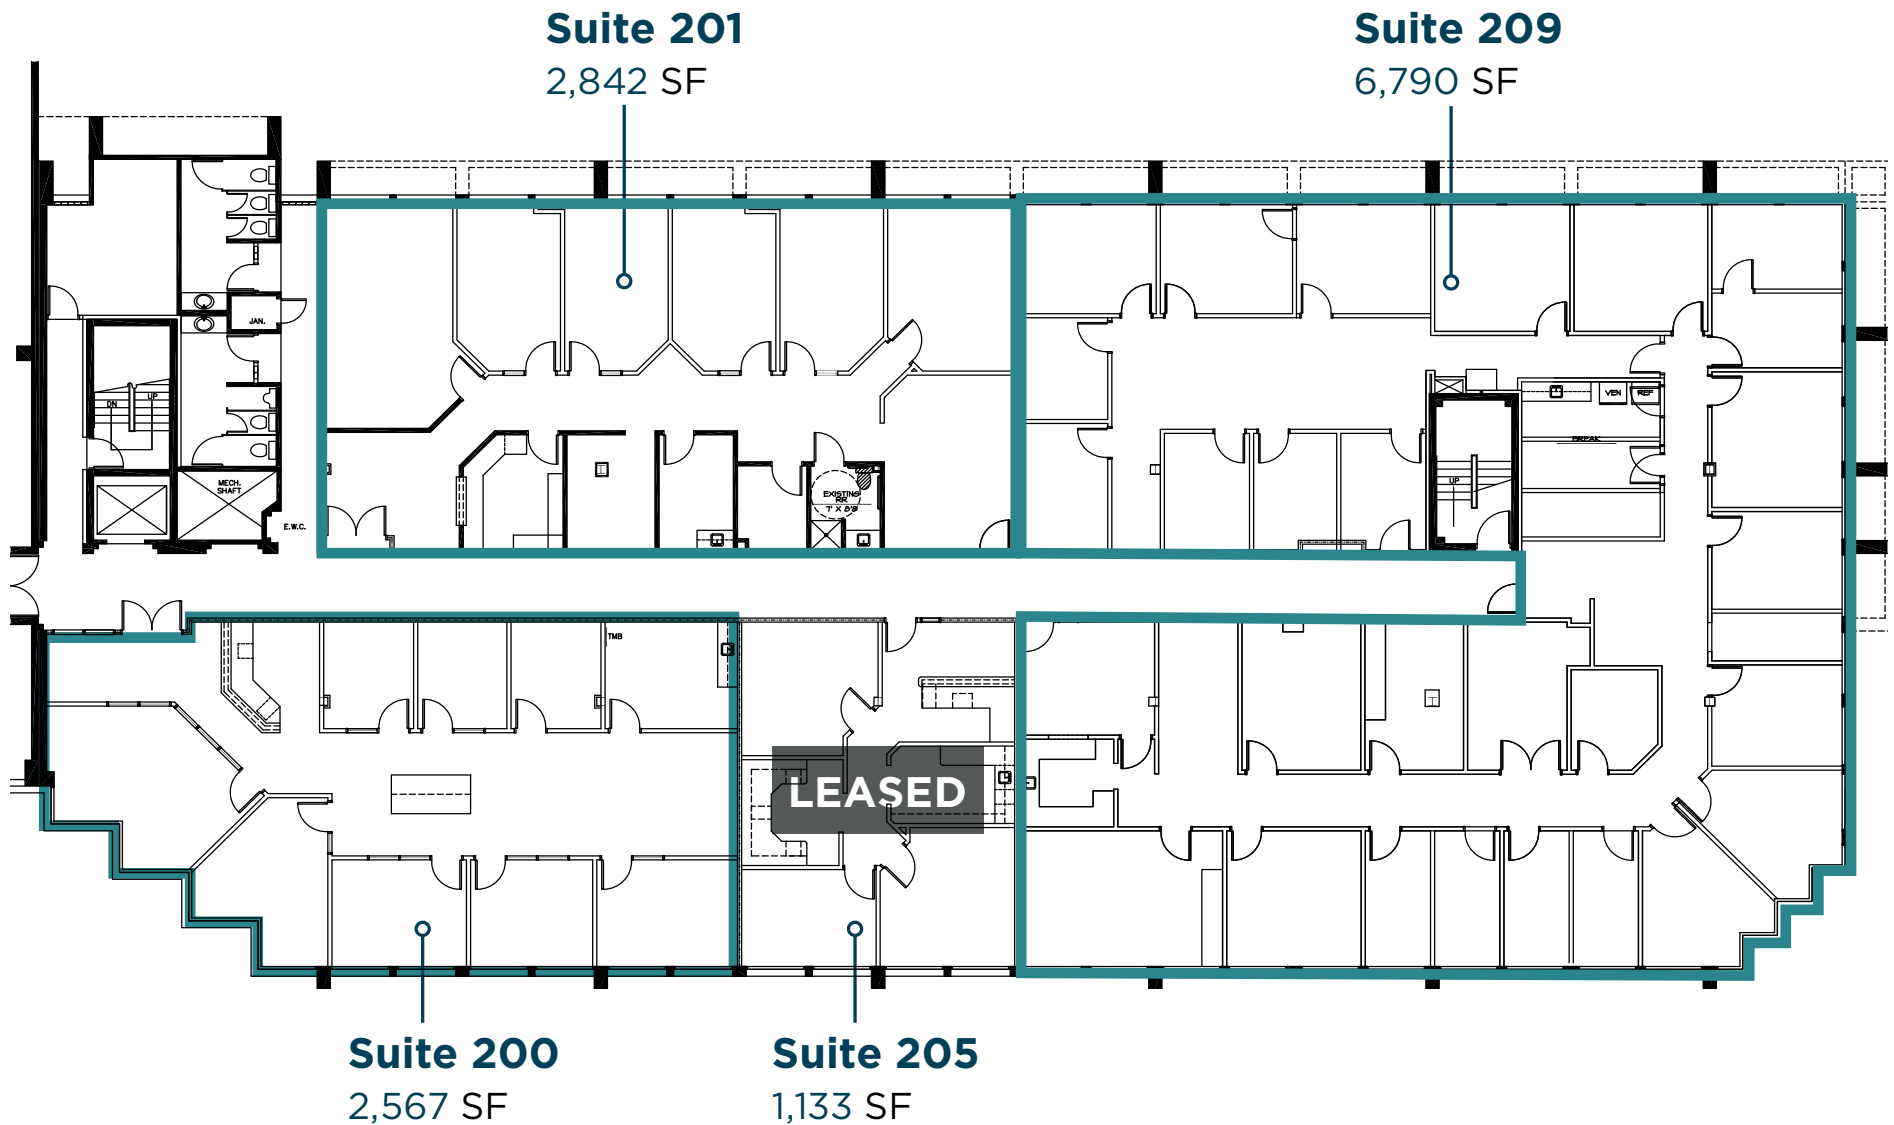 Suite 201
2,842 SF
Suite 209
6,790 SF
JAN.
DN
UP
MECH.
SHAFT
E.W.C.
EXISTING
RR
VEN
REF
BREAK
UP
TMB
LEASED
Suite 200
2,567 SF
Suite 205
1,133 SF